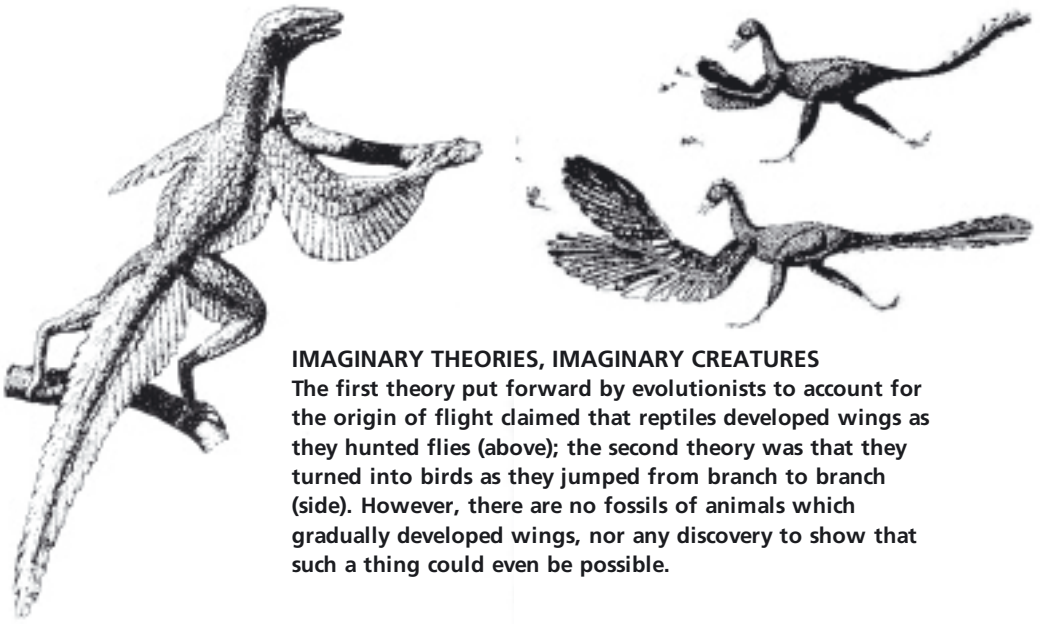 IMAGINARY THEORIES, IMAGINARY CREATURES
The first theory put forward by evolutionists to account for
the origin of flight claimed that reptiles developed wings as
they hunted flies (above); the second theory was that they
turned into birds as they jumped from branch to branch
(side). However, there are no fossils of animals which
gradually developed wings, nor any discovery to show that
such a thing could even be possible.